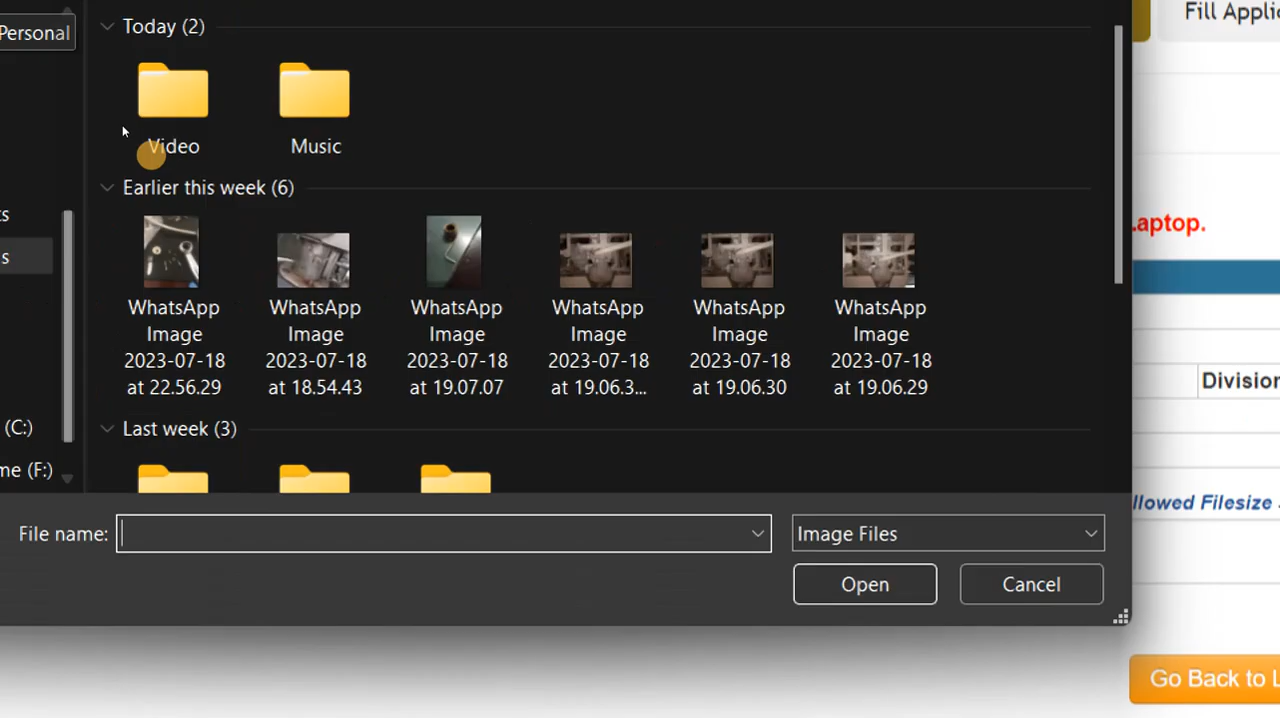 Personal
Today (2)
Fill Applic
Video
Music
Earlier this week (6)
ts
s
Laptop.
WhatsApp Image 2023-07-18 at 22.56.29
WhatsApp Image 2023-07-18 at 18.54.43
WhatsApp Image 2023-07-18 at 19.07.07
WhatsApp Image 2023-07-18 at 19.06.3...
WhatsApp Image 2023-07-18 at 19.06.30
WhatsApp Image 2023-07-18 at 19.06.29
Division
(C:)
Last week (3)
me (F:)
llowed Filesize
File name:
Image Files
Open
Cancel
Go Back to L